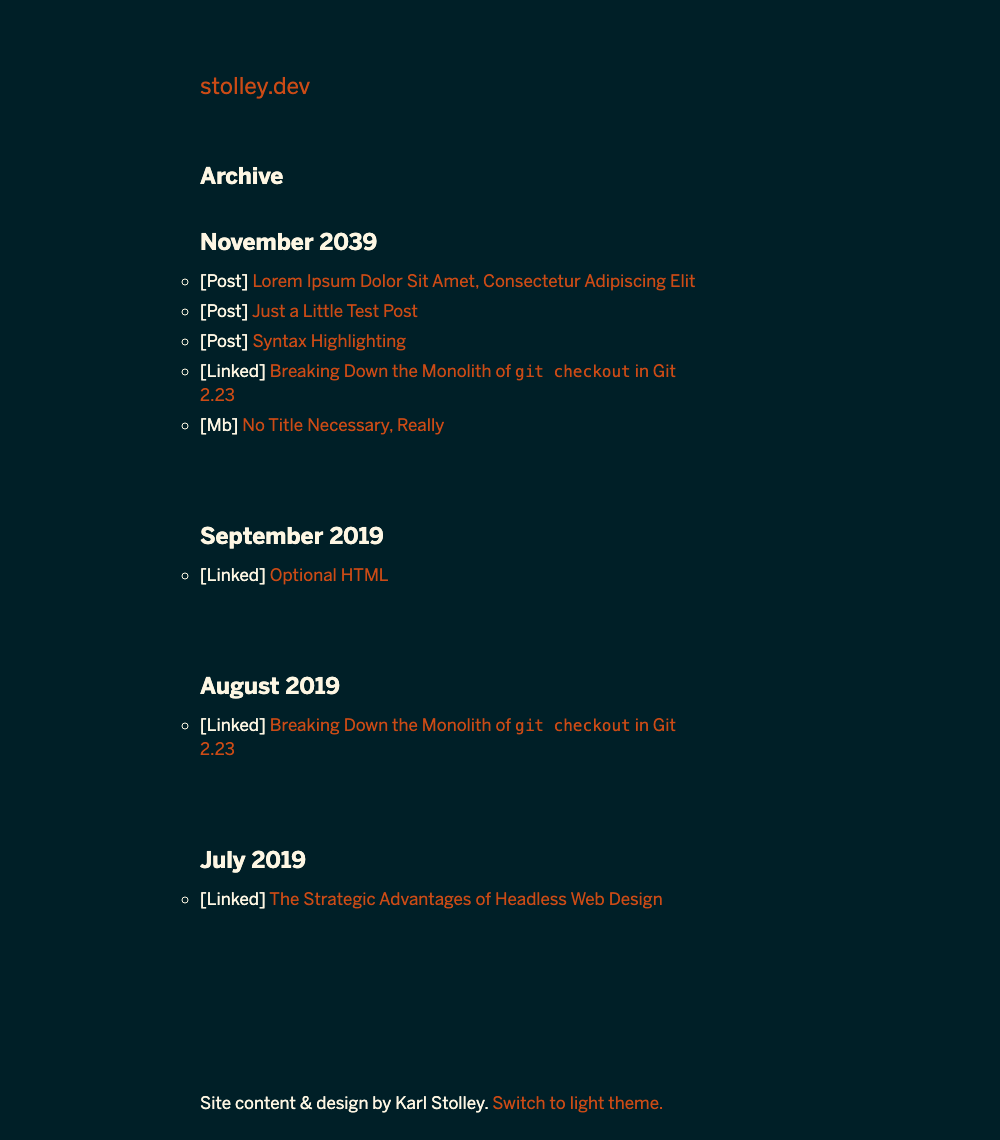 stolley.dev
Archive
November 2039
[Post] Lorem Ipsum Dolor Sit Amet, Consectetur Adipiscing Elit
[Post] Just a Little Test Post
[Post] Syntax Highlighting
[Linked] Breaking Down the Monolith of git checkout in Git
2.23
[Mb] No Title Necessary, Really
September 2019
[Linked] Optional HTML
August 2019
[Linked] Breaking Down the Monolith of git checkout in Git
2.23
July 2019
[Linked] The Strategic Advantages of Headless Web Design
Site content & design by Karl Stolley. Switch to light theme.